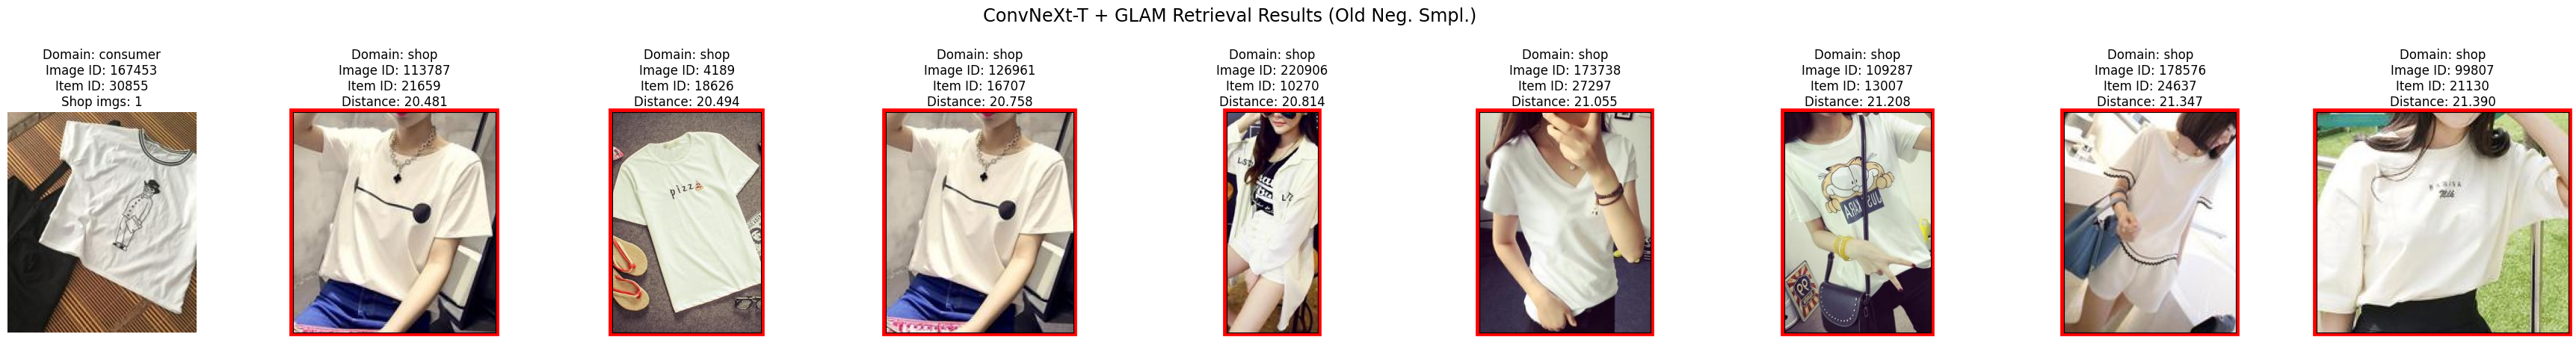 ConvNeXt-T + GLAM Retrieval Results (Old Neg. Smpl.)
Domain: consumer
Image ID: 167453
Item ID: 30855
Shop imgs: 1
Domain: shop
Image ID: 113787
Item ID: 21659
Distance: 20.481
Domain: shop
Image ID: 4189
Item ID: 18626
Distance: 20.494
Domain: shop
Image ID: 126961
Item ID: 16707
Distance: 20.758
Domain: shop
Image ID: 220906
Item ID: 10270
Distance: 20.814
Domain: shop
Image ID: 173738
Item ID: 27297
Distance: 21.055
Domain: shop
Image ID: 109287
Item ID: 13007
Distance: 21.208
Domain: shop
Image ID: 178576
Item ID: 24637
Distance: 21.347
Domain: shop
Image ID: 99807
Item ID: 21130
Distance: 21.390
pizza
Milk